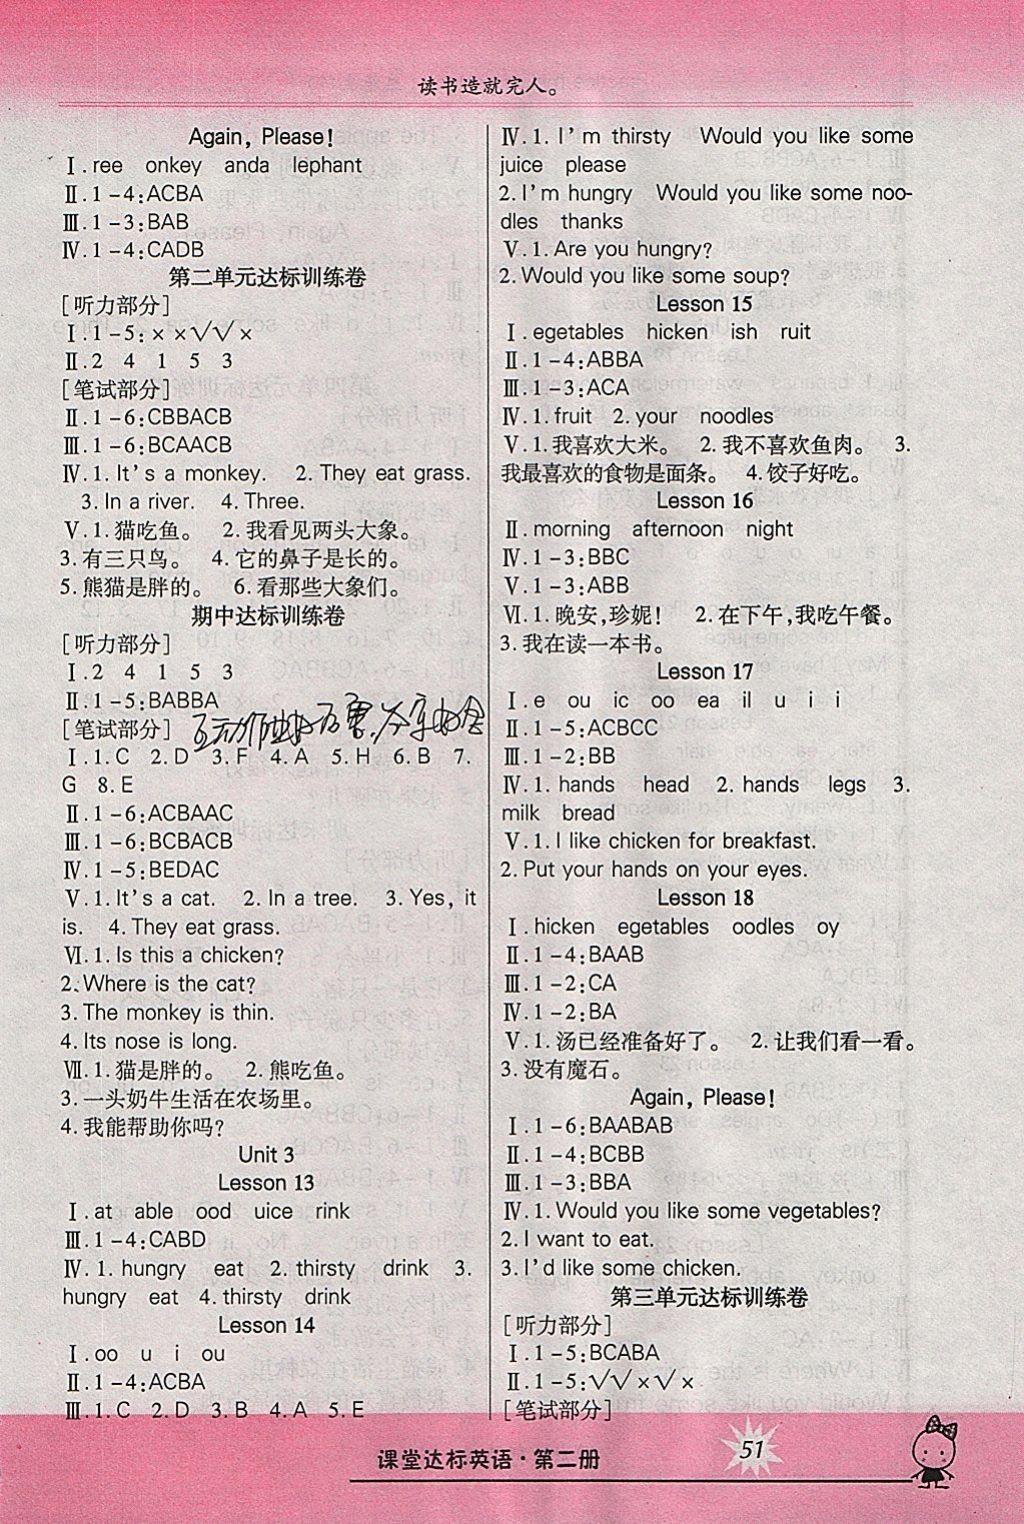 读书造就完人。
Again, Please!
Ⅰ.ree onkey anda lephant
Ⅱ.1-4:ACBA
Ⅲ.1-3:BAB
Ⅳ.1-4:CADB
第二单元达标训练卷
[听力部分]
Ⅰ.1-5:××√√×
Ⅱ.2 4 1 5 3
[笔试部分]
Ⅱ.1-6:CBBACB
Ⅲ.1-6:BCAACB
Ⅳ.1.It's a monkey. 2.They eat grass.
3.In a river. 4.Three.
Ⅴ.1.猫吃鱼。 2.我看见两头大象。
3.有三只鸟。 4.它的鼻子是长的。
5.熊猫是胖的。 6.看那些大象们。
期中达标训练卷
[听力部分]
Ⅰ.2 4 1 5 3
Ⅱ.1-5:BABBA
[笔试部分]
Ⅰ.1.C 2.D 3.F 4.A 5.H 6.B 7.
G 8.E
Ⅱ.1-6:ACBAAC
Ⅲ.1-6:BCBACB
Ⅳ.1-5:BEDAC
Ⅴ.1.It's a cat. 2.In a tree. 3.Yes, it
is. 4.They eat grass.
Ⅵ.1.Is this a chicken?
2.Where is the cat?
3.The monkey is thin.
4.Its nose is long.
Ⅶ.1.猫是胖的。 2.熊吃鱼。
3.一头奶牛生活在农场里。
4.我能帮助你吗?
Unit 3
Lesson 13
Ⅰ.at able ood uice rink
Ⅲ.1-4:CABD
Ⅳ.1.hungry eat 2.thirsty drink 3.
hungry eat 4.thirsty drink
Lesson 14
Ⅰ.oo u i ou
Ⅱ.1-4:ACBA
Ⅲ.1.C 2.D 3.B 4.A 5.E
Ⅳ.1.I'm thirsty Would you like some
juice please
2.I'm hungry Would you like some noo-
dles thanks
Ⅴ.1.Are you hungry?
2.Would you like some soup?
Lesson 15
Ⅰ.egetables hicken ish ruit
Ⅱ.1-4:ABBA
Ⅲ.1-3:ACA
Ⅳ.1.fruit 2.your noodles
Ⅴ.1.我喜欢大米。 2.我不喜欢鱼肉。 3.
我最喜欢的食物是面条。 4.饺子好吃。
Lesson 16
Ⅱ.morning afternoon night
Ⅳ.1-3:BBC
Ⅴ.1-3:ABB
Ⅵ.1.晚安,珍妮! 2.在下午,我吃午餐。
3.我在读一本书。
Lesson 17
Ⅰ.e ou ic oo ea il u i i
Ⅱ.1-5:ACBCC
Ⅲ.1-2:BB
Ⅳ.1.hands head 2.hands legs 3.
milk bread
Ⅴ.1.I like chicken for breakfast.
2.Put your hands on your eyes.
Lesson 18
Ⅰ.hicken egetables oodles oy
Ⅱ.1-4:BAAB
Ⅲ.1-2:CA
Ⅳ.1-2:BA
Ⅴ.1.汤已经准备好了。 2.让我们看一看。
3.没有魔石。
Again, Please!
Ⅰ.1-6:BAABAB
Ⅱ.1-4:BCBB
Ⅲ.1-3:BBA
Ⅳ.1.Would you like some vegetables?
2.I want to eat.
3.I'd like some chicken.
第三单元达标训练卷
[听力部分]
Ⅰ.1-5:BCABA
Ⅱ.1-5:√√×√×
[笔试部分]
课堂达标英语·第二册
51